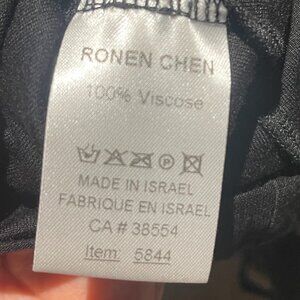 RONEN CHEN
100% Viscose
MADE IN ISRAEL
FABRIQUE EN ISRAEL
CA # 38554
Item: 5844